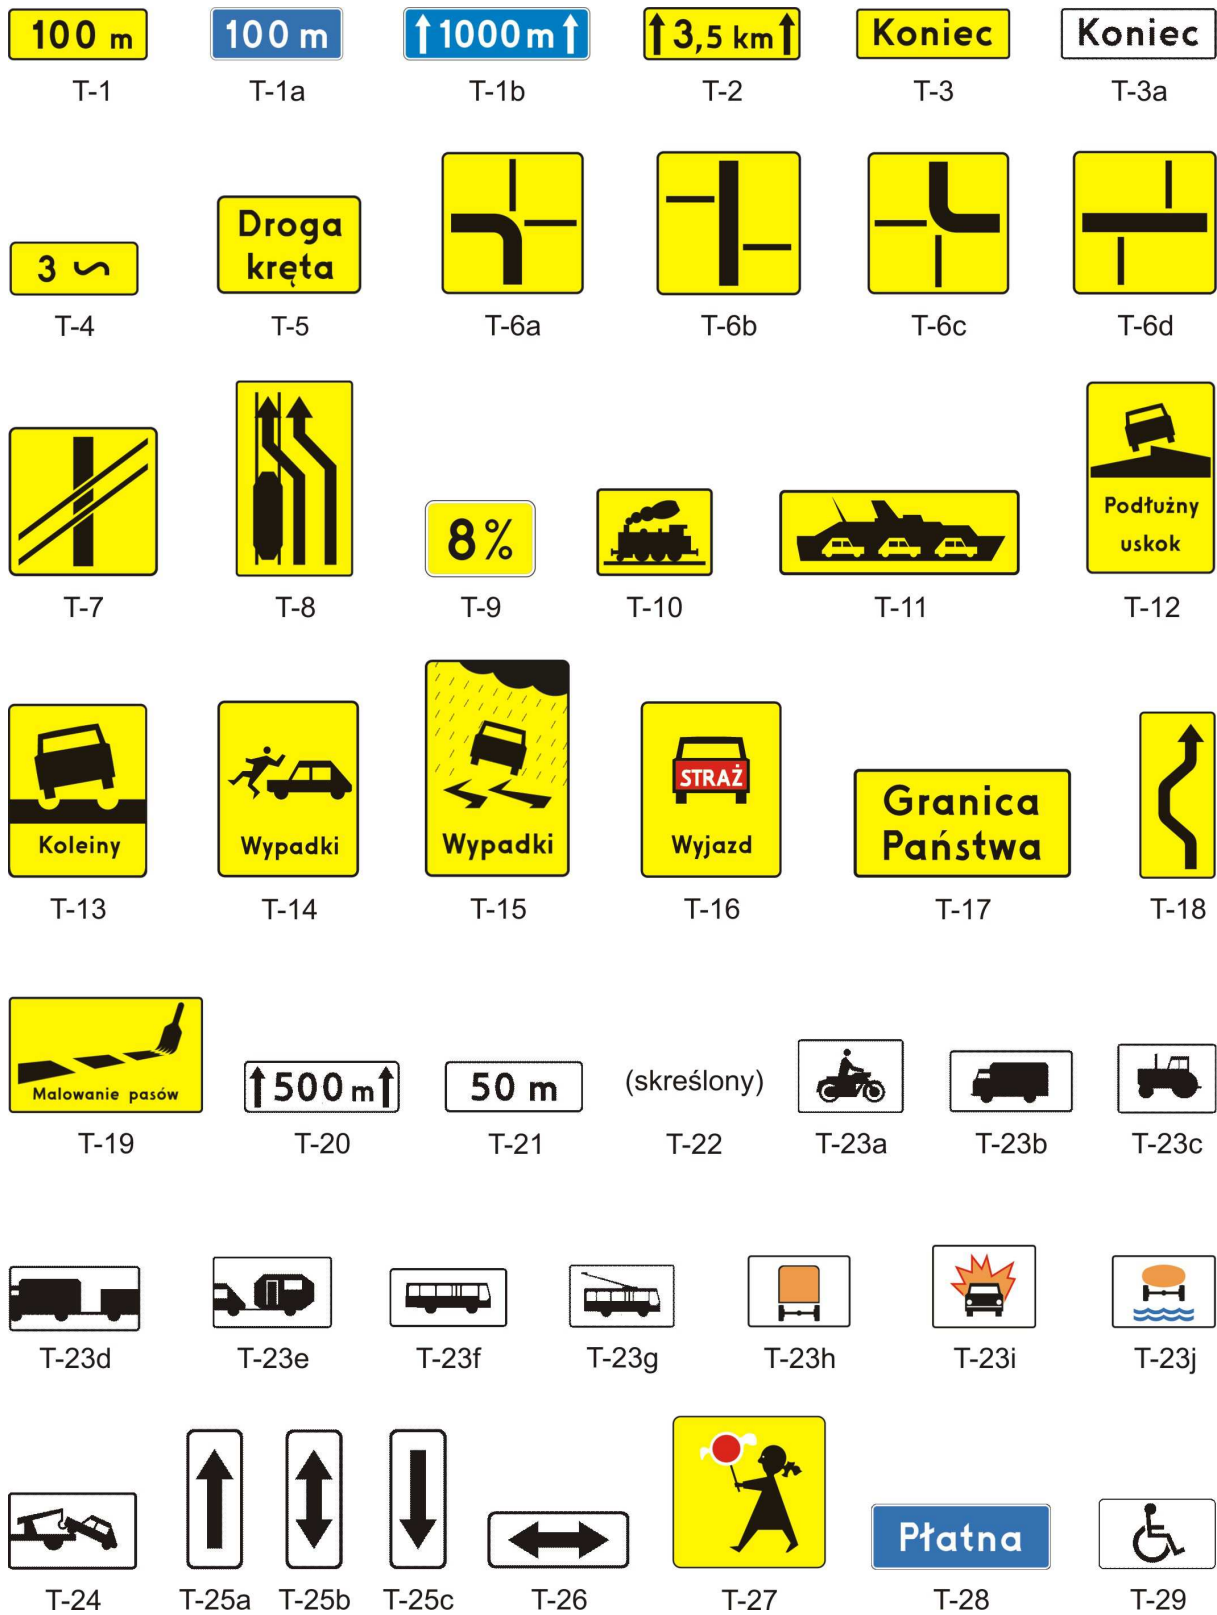 100 m
100 m
1000 m
3,5 km
Koniec
Koniec
T-1
T-1a
T-1b
T-2
T-3
T-3a
3
Droga
kręta
T-4
T-5
T-6a
T-6b
T-6c
T-6d
8%
Podłużny
uskok
T-7
T-8
T-9
T-10
T-11
T-12
Koleiny
Wypadki
Wypadki
STRAŻ
Wyjazd
Granica
Państwa
T-13
T-14
T-15
T-16
T-17
T-18
Malowanie pasów
500 m
50 m
(skreślony)
T-19
T-20
T-21
T-22
T-23a
T-23b
T-23c
T-23d
T-23e
T-23f
T-23g
T-23h
T-23i
T-23j
Płatna
T-24
T-25a
T-25b
T-25c
T-26
T-27
T-28
T-29